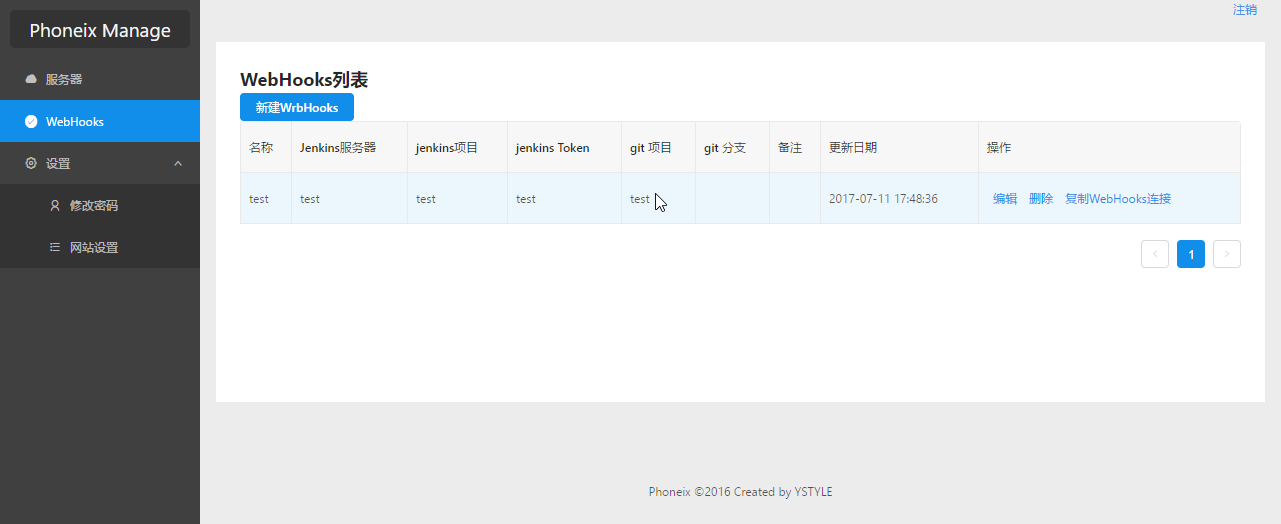 Phoneix Manage
注销
服务器
WebHooks
设置
修改密码
网站设置
WebHooks列表
新建WrbHooks
名称 Jenkins服务器 jenkins项目 jenkins Token git 项目 git 分支 备注 更新日期 操作
test test test test test 2017-07-11 17:48:36 编辑 删除 复制WebHooks连接
1
Phoneix ©2016 Created by YSTYLE